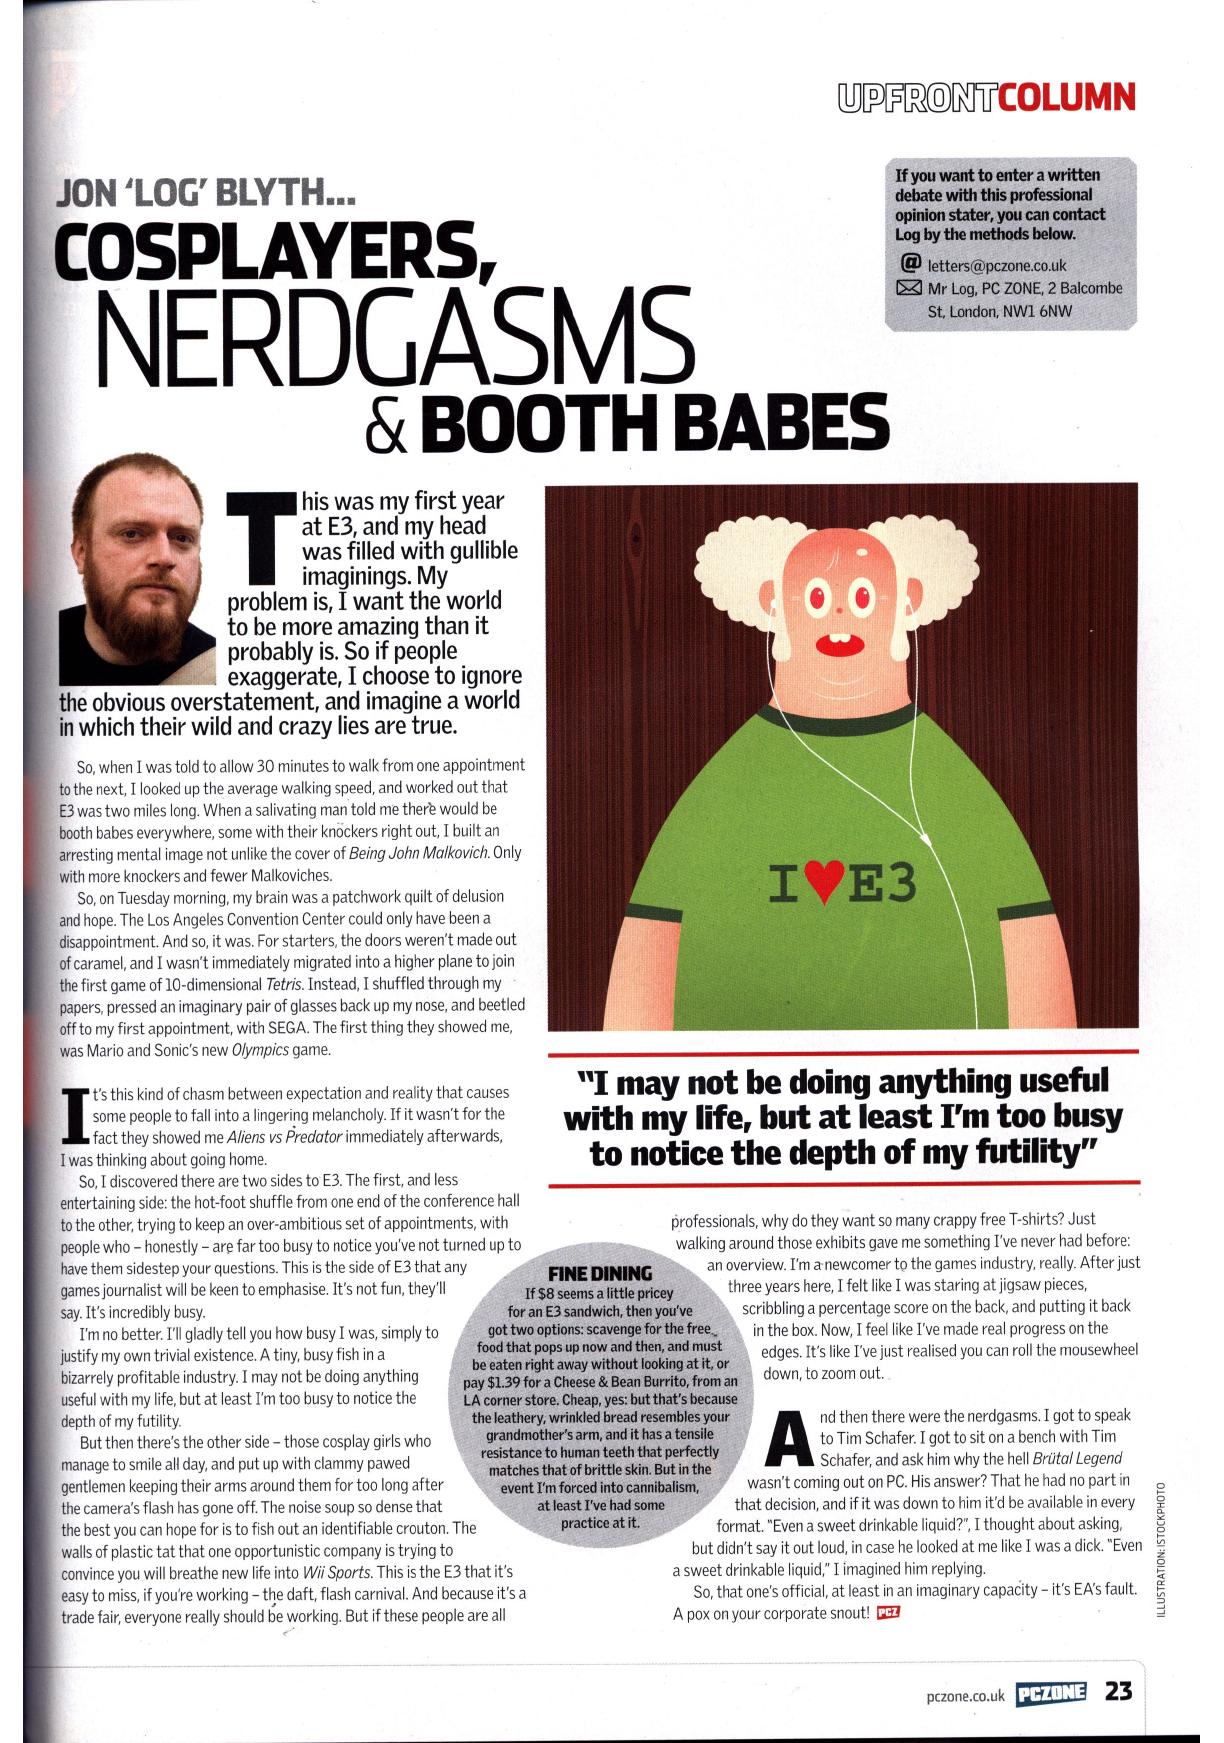 UPFRONTCOLUMN
JON 'LOG' BLYTH...
COSPLAYERS,
NERDGASMS
& BOOTH BABES
If you want to enter a written
debate with this professional
opinion stater, you can contact
Log by the methods below.
@ letters@pczone.co.uk
Mr Log, PC ZONE, 2 Balcombe
St, London, NW1 6NW
This was my first year
at E3, and my head
was filled with gullible
imaginings. My
problem is, I want the world
to be more amazing than it
probably is. So if people
exaggerate, I choose to ignore
the obvious overstatement, and imagine a world
in which their wild and crazy lies are true.
So, when I was told to allow 30 minutes to walk from one appointment
to the next, I looked up the average walking speed, and worked out that
E3 was two miles long. When a salivating man told me there would be
booth babes everywhere, some with their knockers right out, I built an
arresting mental image not unlike the cover of Being John Malkovich. Only
with more knockers and fewer Malkoviches.
So, on Tuesday morning, my brain was a patchwork quilt of delusion
and hope. The Los Angeles Convention Center could only have been a
disappointment. And so, it was. For starters, the doors weren't made out
of caramel, and I wasn't immediately migrated into a higher plane to join
the first game of 10-dimensional Tetris. Instead, I shuffled through my
papers, pressed an imaginary pair of glasses back up my nose, and beetled
off to my first appointment, with SEGA. The first thing they showed me,
was Mario and Sonic's new Olympics game.
It's this kind of chasm between expectation and reality that causes
some people to fall into a lingering melancholy. If it wasn't for the
fact they showed me Aliens vs Predator immediately afterwards,
I was thinking about going home.
So, I discovered there are two sides to E3. The first, and less
entertaining side: the hot-foot shuffle from one end of the conference hall
to the other, trying to keep an over-ambitious set of appointments, with
people who – honestly – are far too busy to notice you've not turned up to
have them sidestep your questions. This is the side of E3 that any
games journalist will be keen to emphasise. It's not fun, they'll
say. It's incredibly busy.
I'm no better. I'll gladly tell you how busy I was, simply to
justify my own trivial existence. A tiny, busy fish in a
bizarrely profitable industry. I may not be doing anything
useful with my life, but at least I'm too busy to notice the
depth of my futility.
But then there's the other side – those cosplay girls who
manage to smile all day, and put up with clammy pawed
gentlemen keeping their arms around them for too long after
the camera's flash has gone off. The noise soup so dense that
the best you can hope for is to fish out an identifiable crouton. The
walls of plastic tat that one opportunistic company is trying to
convince you will breathe new life into Wii Sports. This is the E3 that it's
easy to miss, if you're working – the daft, flash carnival. And because it's a
trade fair, everyone really should be working. But if these people are all
I ♥ E3
"I may not be doing anything useful
with my life, but at least I'm too busy
to notice the depth of my futility"
FINE DINING
If $8 seems a little pricey
for an E3 sandwich, then you've
got two options: scavenge for the free
food that pops up now and then, and must
be eaten right away without looking at it, or
pay $1.39 for a Cheese & Bean Burrito, from an
LA corner store. Cheap, yes: but that's because
the leathery, wrinkled bread resembles your
grandmother's arm, and it has a tensile
resistance to human teeth that perfectly
matches that of brittle skin. But in the
event I'm forced into cannibalism,
at least I've had some
practice at it.
professionals, why do they want so many crappy free T-shirts? Just
walking around those exhibits gave me something I've never had before:
an overview. I'm a newcomer to the games industry, really. After just
three years here, I felt like I was staring at jigsaw pieces,
scribbling a percentage score on the back, and putting it back
in the box. Now, I feel like I've made real progress on the
edges. It's like I've just realised you can roll the mousewheel
down, to zoom out.
And then there were the nerdgasms. I got to speak
to Tim Schafer. I got to sit on a bench with Tim
Schafer, and ask him why the hell Brütal Legend
wasn't coming out on PC. His answer? That he had no part in
that decision, and if it was down to him it'd be available in every
format. "Even a sweet drinkable liquid?", I thought about asking,
but didn't say it out loud, in case he looked at me like I was a dick. "Even
a sweet drinkable liquid," I imagined him replying.
So, that one's official, at least in an imaginary capacity – it's EA's fault.
A pox on your corporate snout! PCZ
ILLUSTRATION: ISTOCKPHOTO
pczone.co.uk PCZONE 23